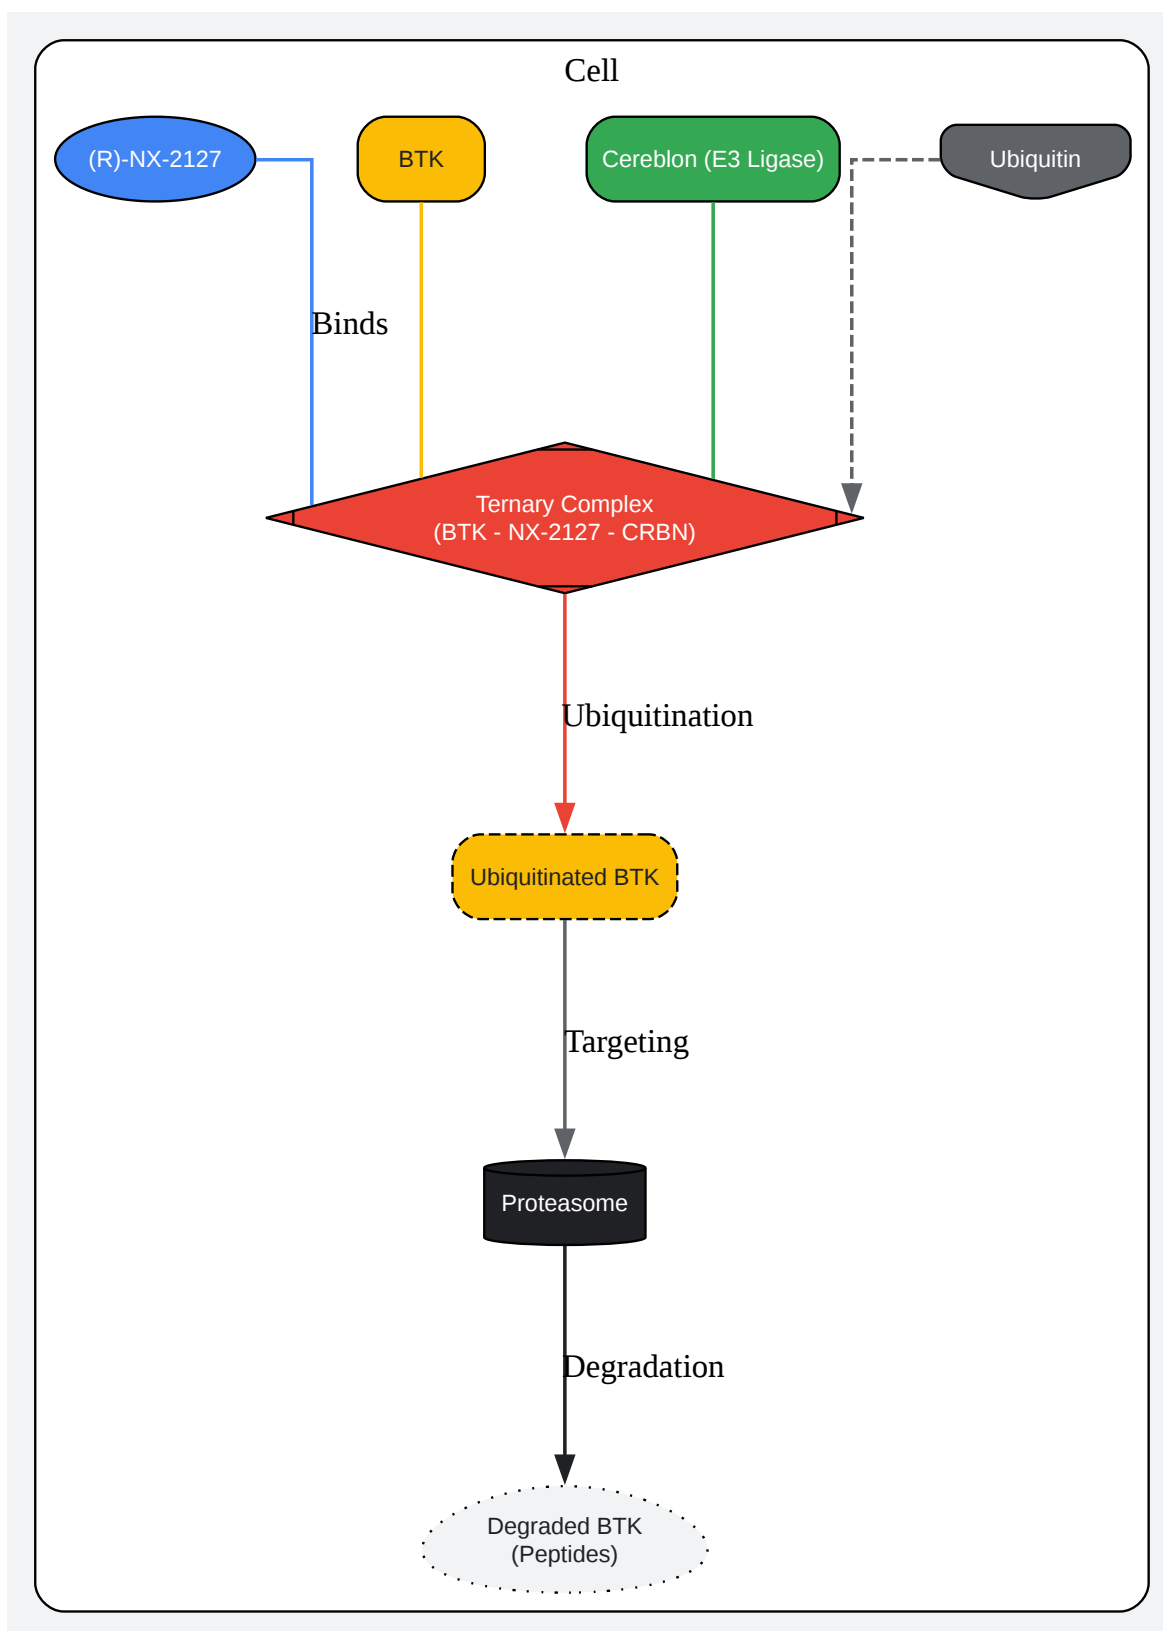 Cell
(R)-NX-2127
BTK
Cereblon (E3 Ligase)
Ubiquitin
Binds
Ternary Complex
(BTK - NX-2127 - CRBN)
Ubiquitination
Ubiquitinated BTK
Targeting
Proteasome
Degradation
Degraded BTK
(Peptides)